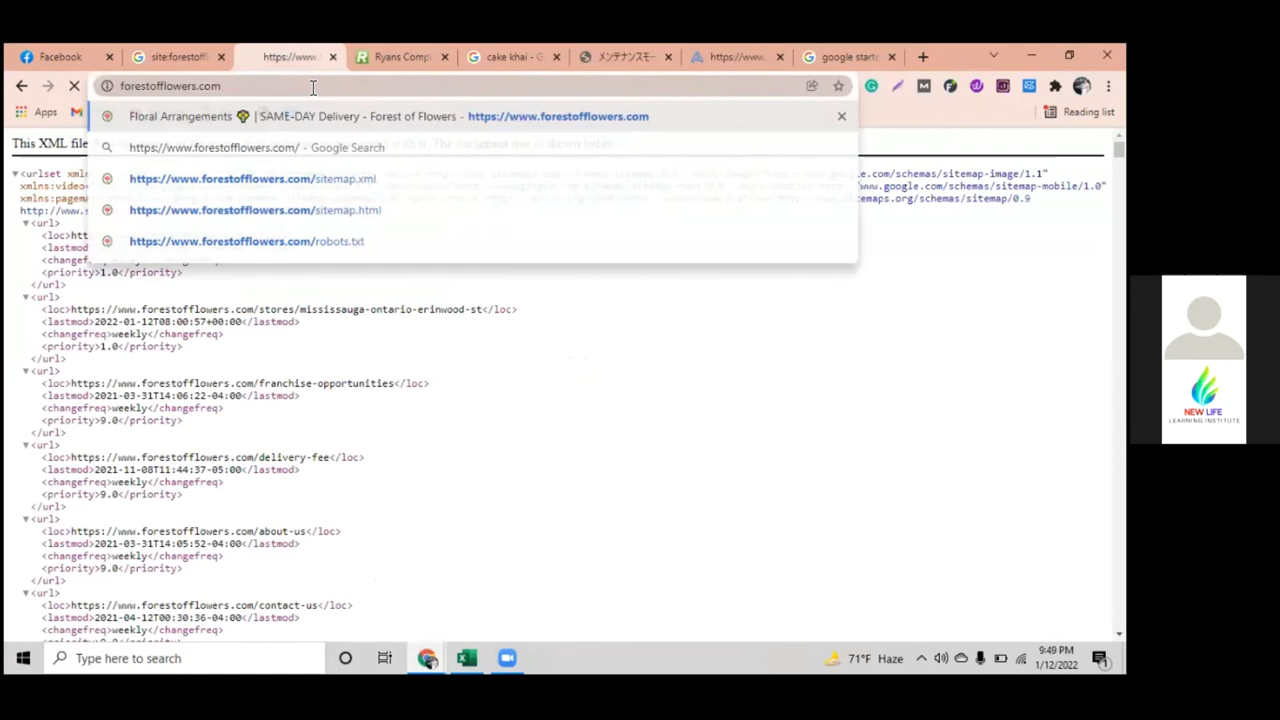 Facebook
site:forestofl
https://www.
Ryans Compu
cake khai - G
メンテナンスモー
https://www.
google starte
forestofflowers.com
Apps
Reading list
Floral Arrangements 💐 | SAME-DAY Delivery - Forest of Flowers - https://www.forestofflowers.com
https://www.forestofflowers.com/ - Google Search
https://www.forestofflowers.com/sitemap.xml
https://www.forestofflowers.com/sitemap.html
https://www.forestofflowers.com/robots.txt
This XML file
<urlset xml
.google.com/schemas/sitemap-image/1.1"
xmlns:video
www.google.com/schemas/sitemap-mobile/1.0"
xmlns:pagem
temaps.org/schemas/sitemap/0.9
http://www.s
<url>
<loc>https
<lastmod>
<changef
<priority>1.0</priority>
</url>
<url>
<loc>https://www.forestofflowers.com/stores/mississauga-ontario-erinwood-st</loc>
<lastmod>2022-01-12T08:00:57+00:00</lastmod>
<changefreq>weekly</changefreq>
<priority>1.0</priority>
</url>
<url>
<loc>https://www.forestofflowers.com/franchise-opportunities</loc>
<lastmod>2021-03-31T14:06:22-04:00</lastmod>
<changefreq>weekly</changefreq>
<priority>9.0</priority>
</url>
<url>
<loc>https://www.forestofflowers.com/delivery-fee</loc>
<lastmod>2021-11-08T11:44:37-05:00</lastmod>
<changefreq>weekly</changefreq>
<priority>9.0</priority>
</url>
<url>
<loc>https://www.forestofflowers.com/about-us</loc>
<lastmod>2021-03-31T14:05:52-04:00</lastmod>
<changefreq>weekly</changefreq>
<priority>9.0</priority>
</url>
<url>
<loc>https://www.forestofflowers.com/contact-us</loc>
<lastmod>2021-04-12T00:30:36-04:00</lastmod>
<changefreq>weekly</changefreq>
NEW LIFE
LEARNING INSTITUTE
Type here to search
71°F Haze
9:49 PM
1/12/2022